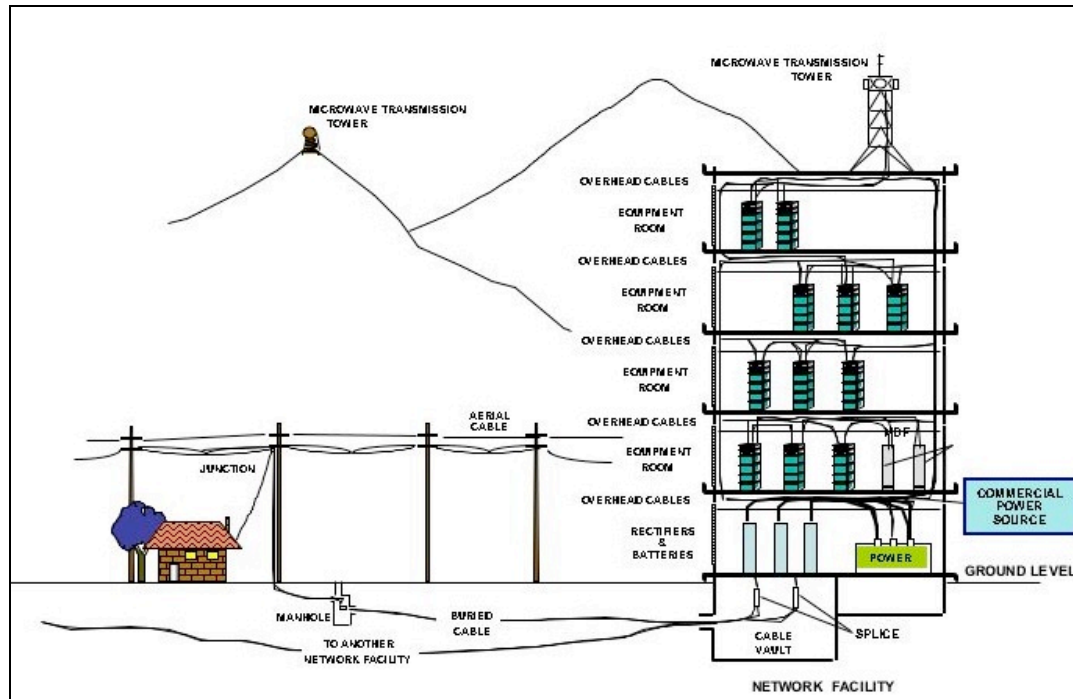 MICROWAVE TRANSMISSION
TOWER
MICROWAVE TRANSMISSION
TOWER
OVERHEAD CABLES
EQUIPMENT
ROOM
OVERHEAD CABLES
EQUIPMENT
ROOM
OVERHEAD CABLES
EQUIPMENT
ROOM
AERIAL
CABLE
OVERHEAD CABLES
MDF
JUNCTION
EQUIPMENT
ROOM
OVERHEAD CABLES
COMMERCIAL
POWER
SOURCE
RECTIFIERS
&
BATTERIES
POWER
GROUND LEVEL
MANHOLE
BURIED
CABLE
TO ANOTHER
NETWORK FACILITY
CABLE
VAULT
SPLICE
NETWORK FACILITY